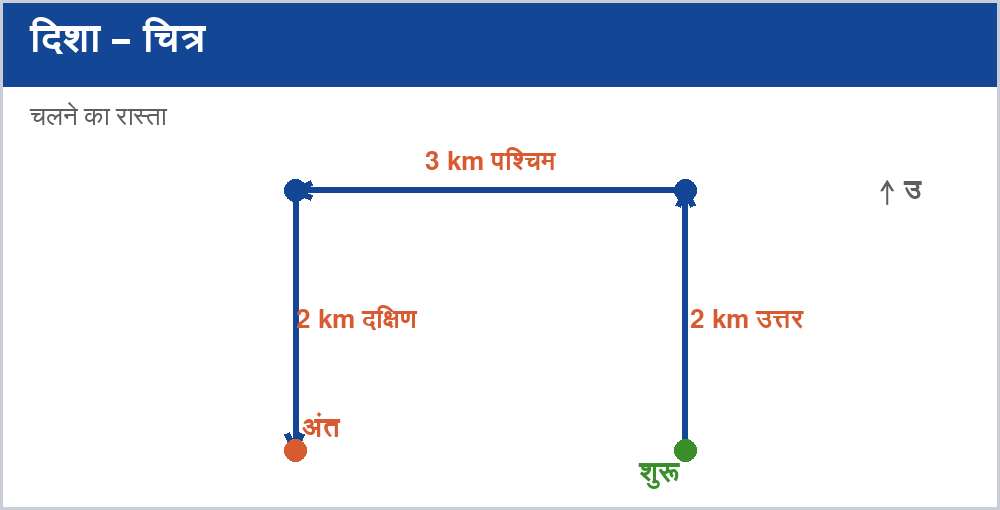 दिशा – चित्र
चलने का रास्ता
3 km पश्चिम
↑ उ
2 km दक्षिण
2 km उत्तर
अंत
शुरू